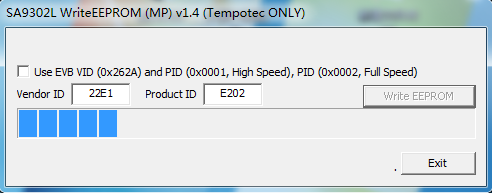 SA9302L WriteEEPROM (MP) v1.4 (Tempotec ONLY)
Use EVB VID (0x262A) and PID (0x0001, High Speed), PID (0x0002, Full Speed)
Vendor ID 22E1 Product ID E202 Write EEPROM
. Exit